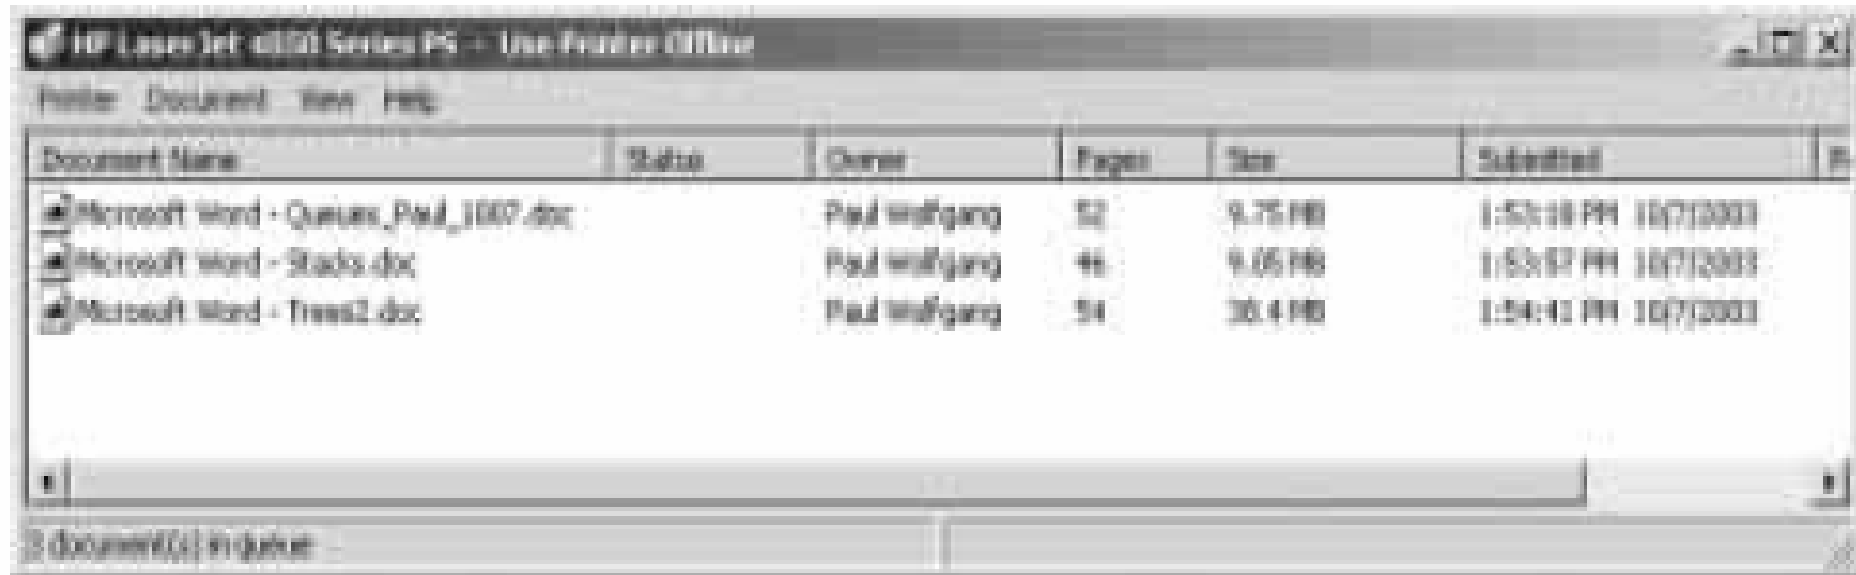 HP LaserJet Series PS - Use Printer Offline
Printer Document View Help
Document Name Status Owner Pages Size Submitted
Microsoft Word - Queues_Paul_1007.doc Paul Wolfgang 52 9.75 MB 1:53:18 PM 10/7/2003
Microsoft Word - Stacks.doc Paul Wolfgang 46 9.05 MB 1:53:57 PM 10/7/2003
Microsoft Word - Trees2.doc Paul Wolfgang 54 38.4 MB 1:54:41 PM 10/7/2003
3 document(s) in queue